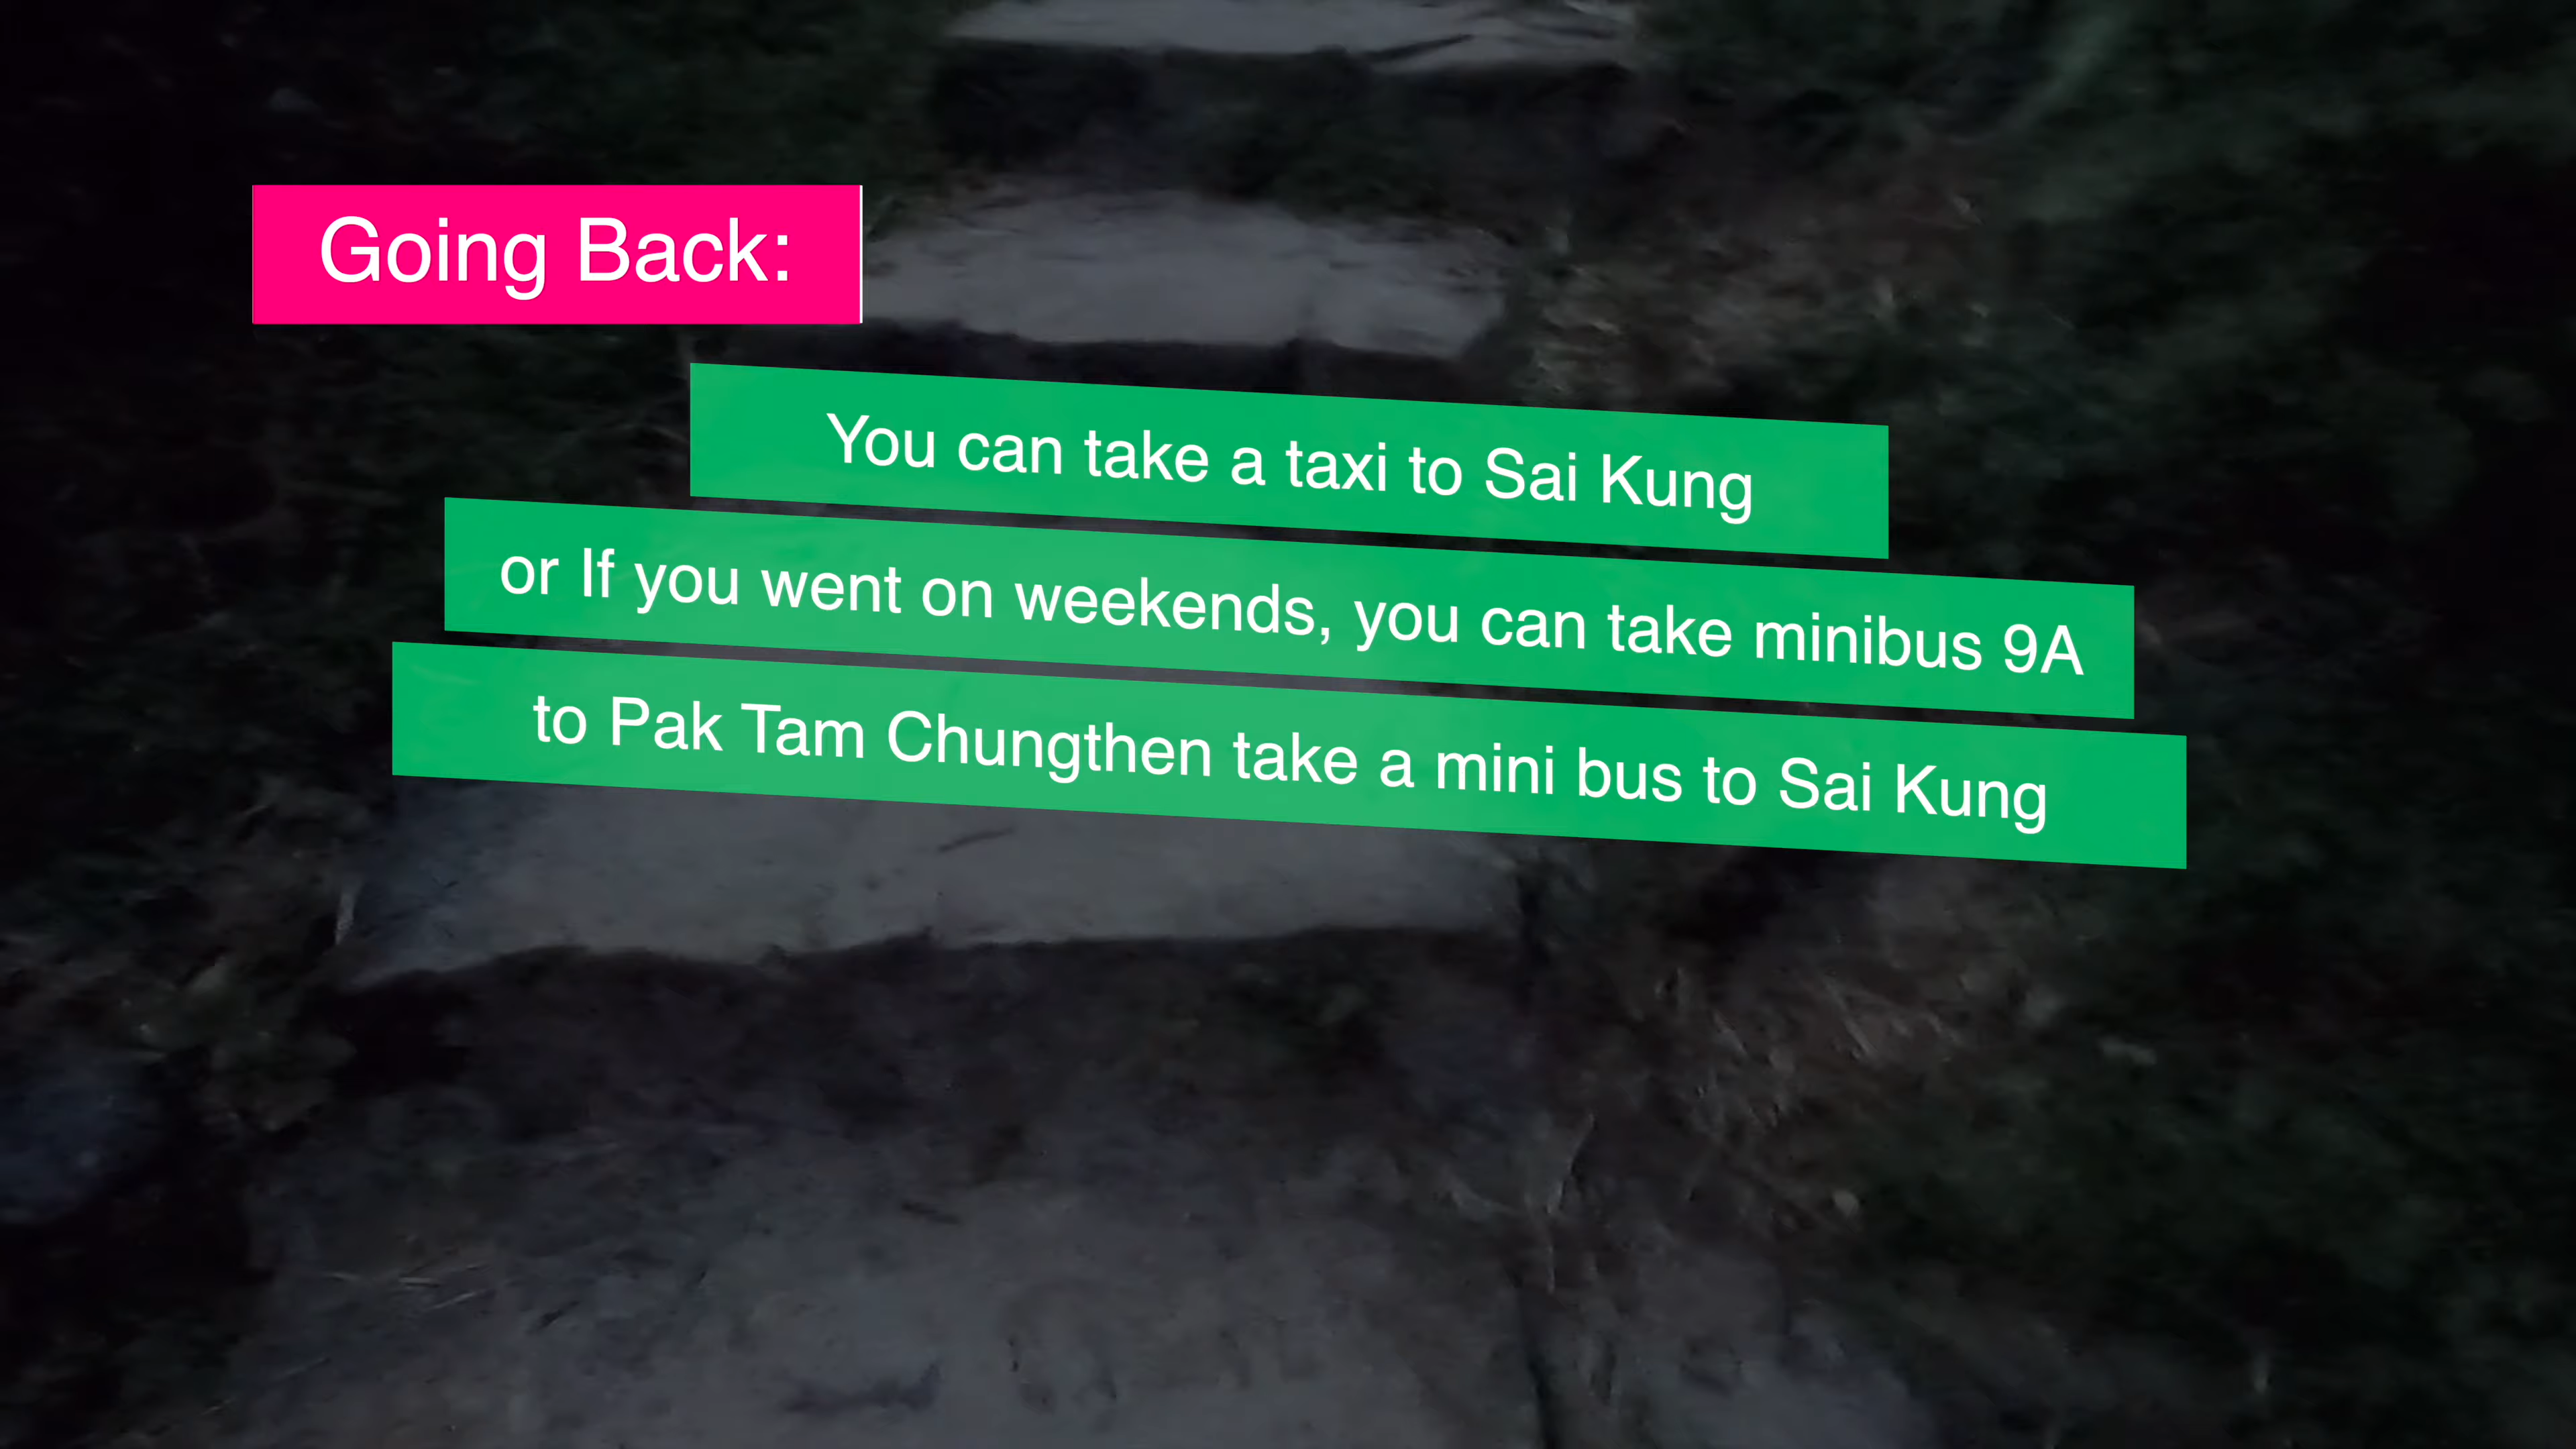 Going Back:
You can take a taxi to Sai Kung
or If you went on weekends, you can take minibus 9A
to Pak Tam Chungthen take a mini bus to Sai Kung